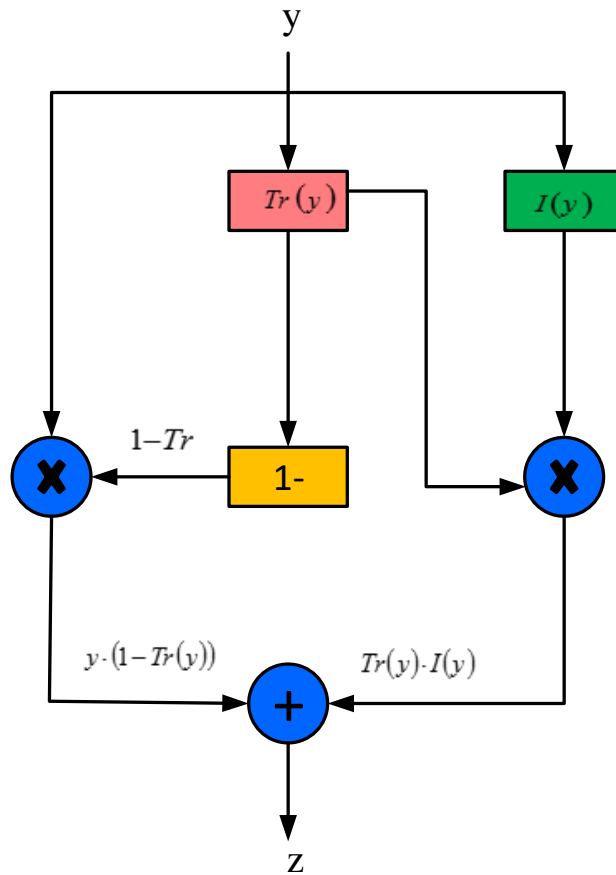 y
Tr(y)
I(y)
1−Tr
1-
y·(1−Tr(y))
Tr(y)·I(y)
+
z